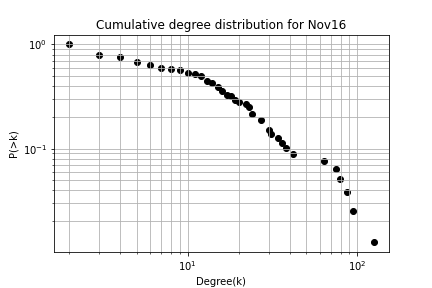 Cumulative degree distribution for Nov16
10⁰
10⁻¹
P(>k)
10¹
10²
Degree(k)